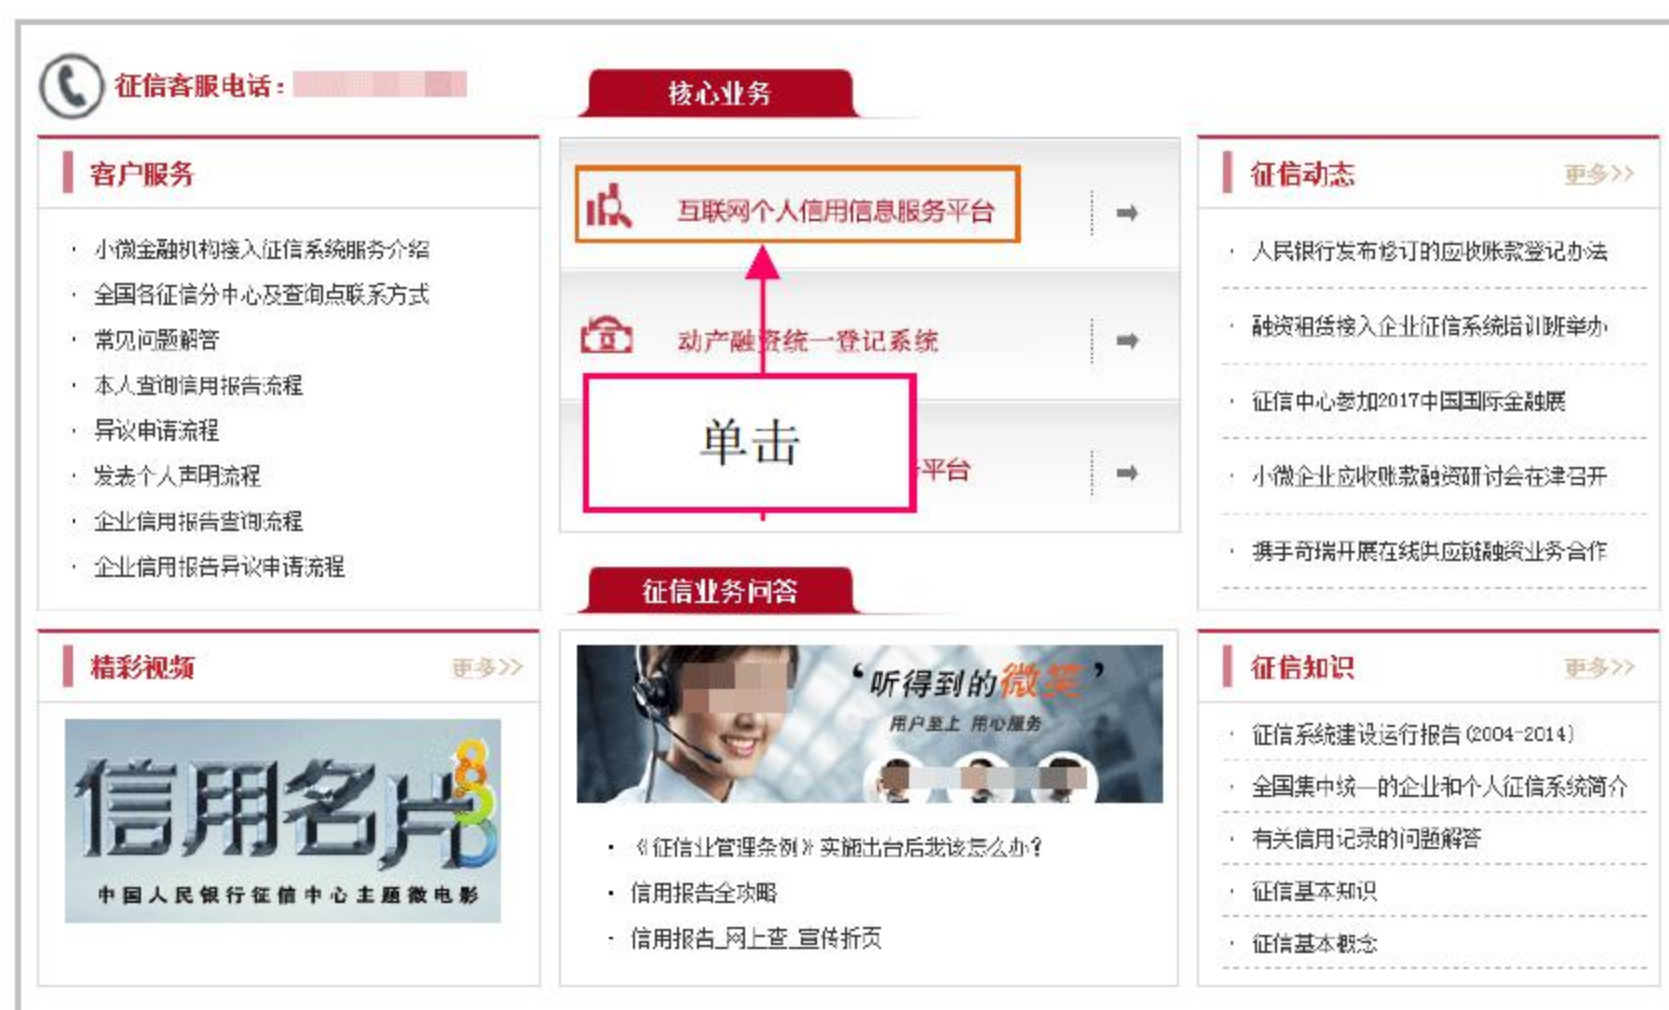 征信客服电话：
核心业务
客户服务
· 小微金融机构接入征信系统服务介绍
· 全国各征信分中心及查询点联系方式
· 常见问题解答
· 本人查询信用报告流程
· 异议申请流程
· 发表个人声明流程
· 企业信用报告查询流程
· 企业信用报告异议申请流程
互联网个人信用信息服务平台
动产融资统一登记系统
单击
平台
征信动态 更多>>
· 人民银行发布修订的应收账款登记办法
· 融资租赁接入企业征信系统培训班举办
· 征信中心参加2017中国国际金融展
· 小微企业应收账款融资研讨会在津召开
· 携手奇瑞开展在线供应链融资业务合作
精彩视频 更多>>
信用名片
中国人民银行征信中心主题微电影
征信业务问答
‘听得到的微笑’
用户至上 用心服务
· 《征信业管理条例》实施出台后我该怎么办？
· 信用报告全攻略
· 信用报告_网上查_宣传折页
征信知识 更多>>
· 征信系统建设运行报告(2004-2014)
· 全国集中统一的企业和个人征信系统简介
· 有关信用记录的问题解答
· 征信基本知识
· 征信基本概念